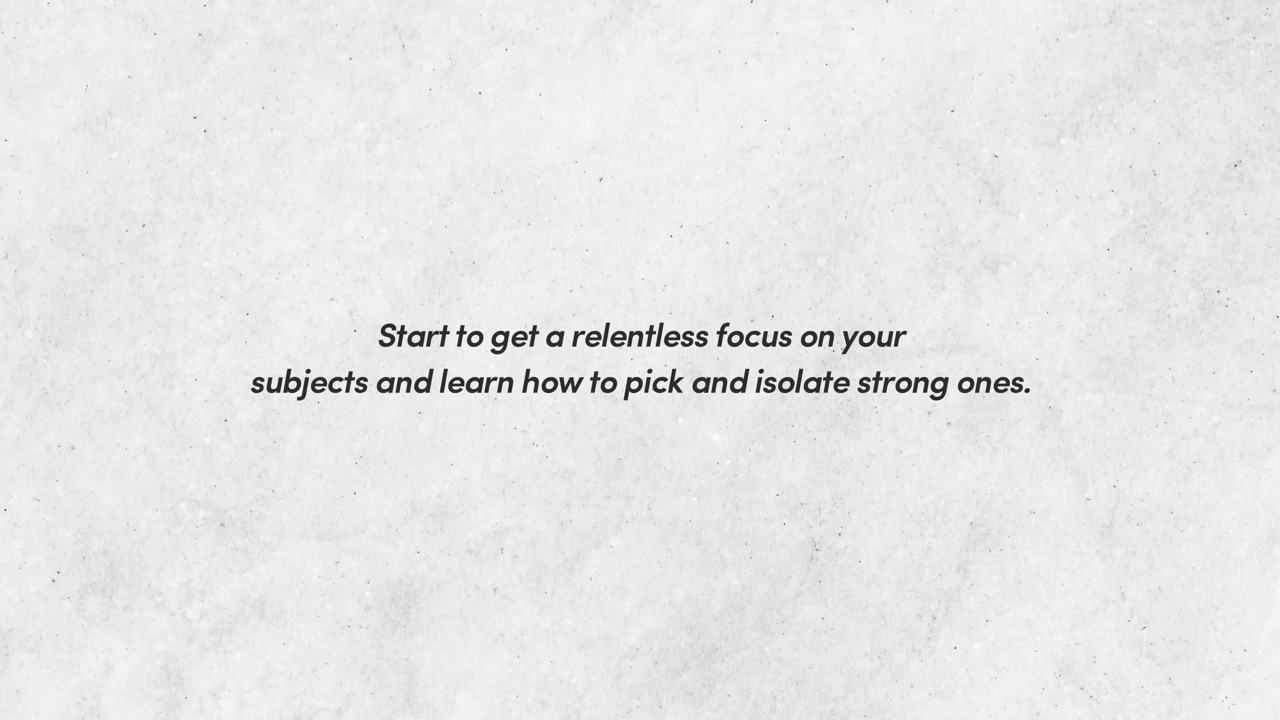 Start to get a relentless focus on your
subjects and learn how to pick and isolate strong ones.